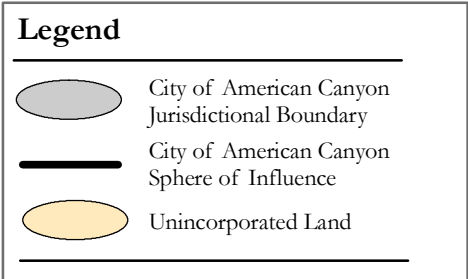 Legend
City of American Canyon
Jurisdictional Boundary
City of American Canyon
Sphere of Influence
Unincorporated Land